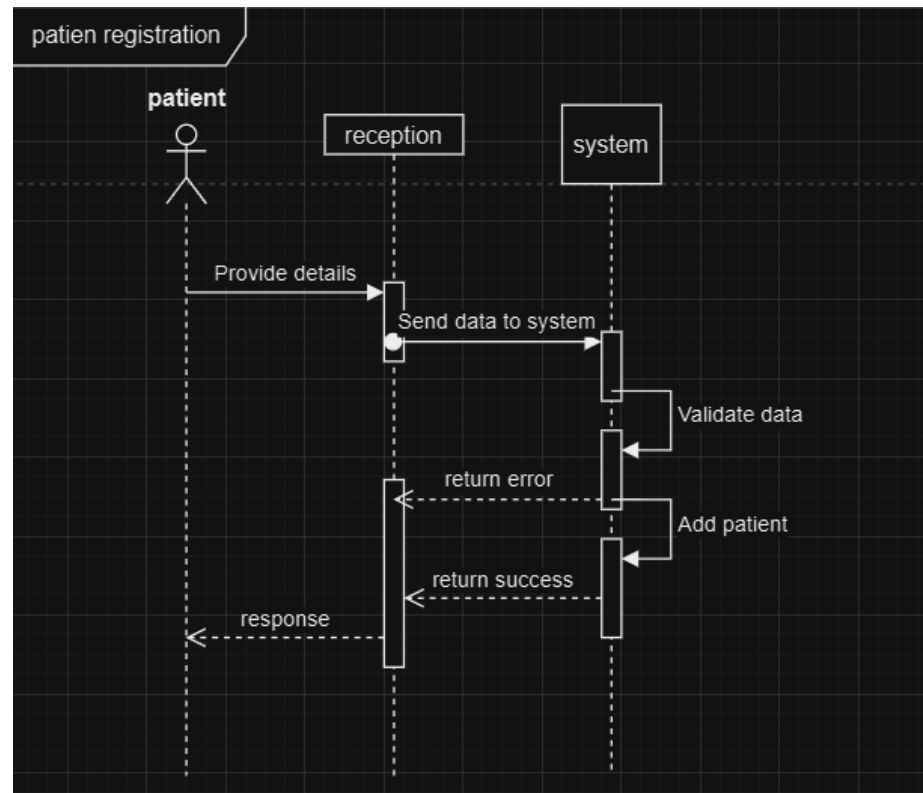 patien registration
patient
reception
system
Provide details
Send data to system
Validate data
return error
Add patient
return success
response